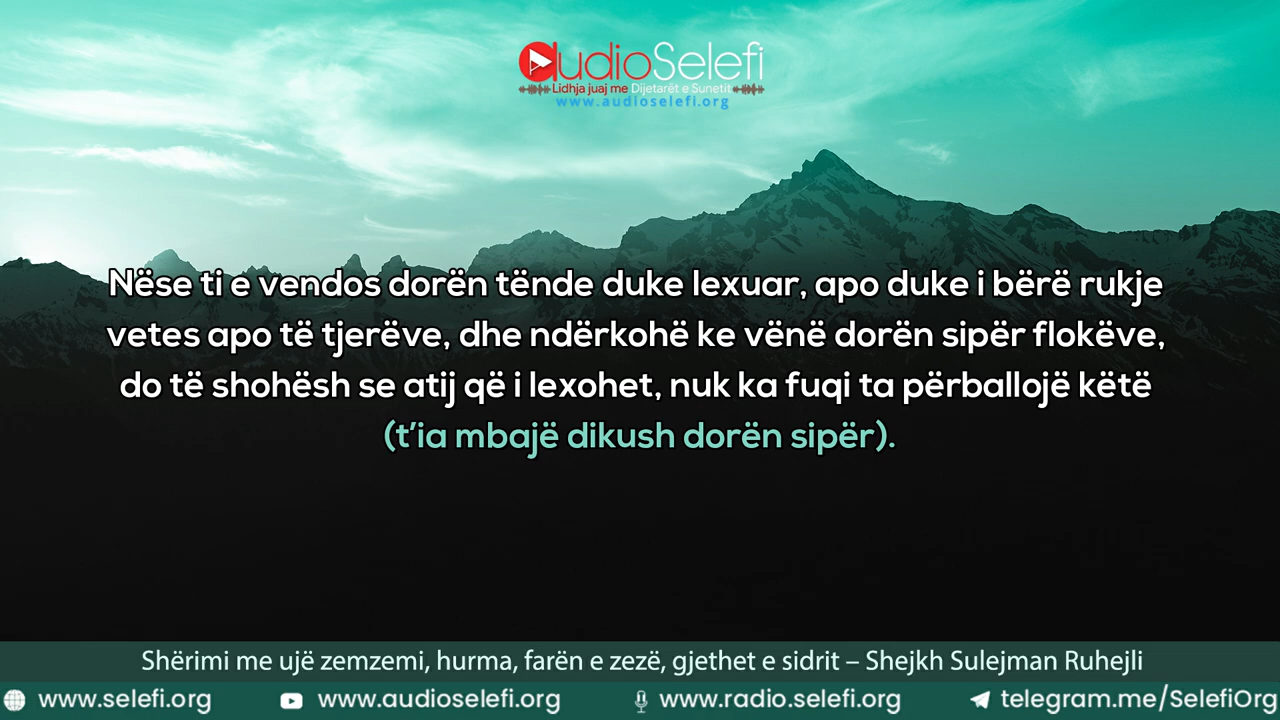 audioSelefi
Lidhja juaj me Dijetarët e Sunetit
www.audioselefi.org
Nëse ti e vendos dorën tënde duke lexuar, apo duke i bërë rukje
vetes apo të tjerëve, dhe ndërkohë ke vënë dorën sipër flokëve,
do të shohësh se atij që i lexohet, nuk ka fuqi ta përballojë këtë
(t’ia mbajë dikush dorën sipër).
Shërimi me ujë zemzemi, hurma, farën e zezë, gjethet e sidrit – Shejkh Sulejman Ruhejli
www.selefi.org www.audioselefi.org www.radio.selefi.org telegram.me/SelefiOrg